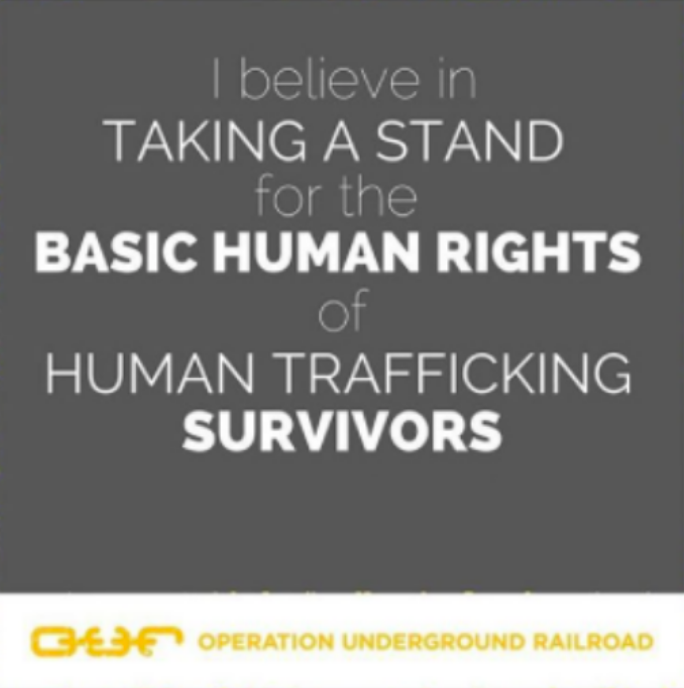 I believe in
TAKING A STAND
for the
BASIC HUMAN RIGHTS
of
HUMAN TRAFFICKING
SURVIVORS
OPERATION UNDERGROUND RAILROAD